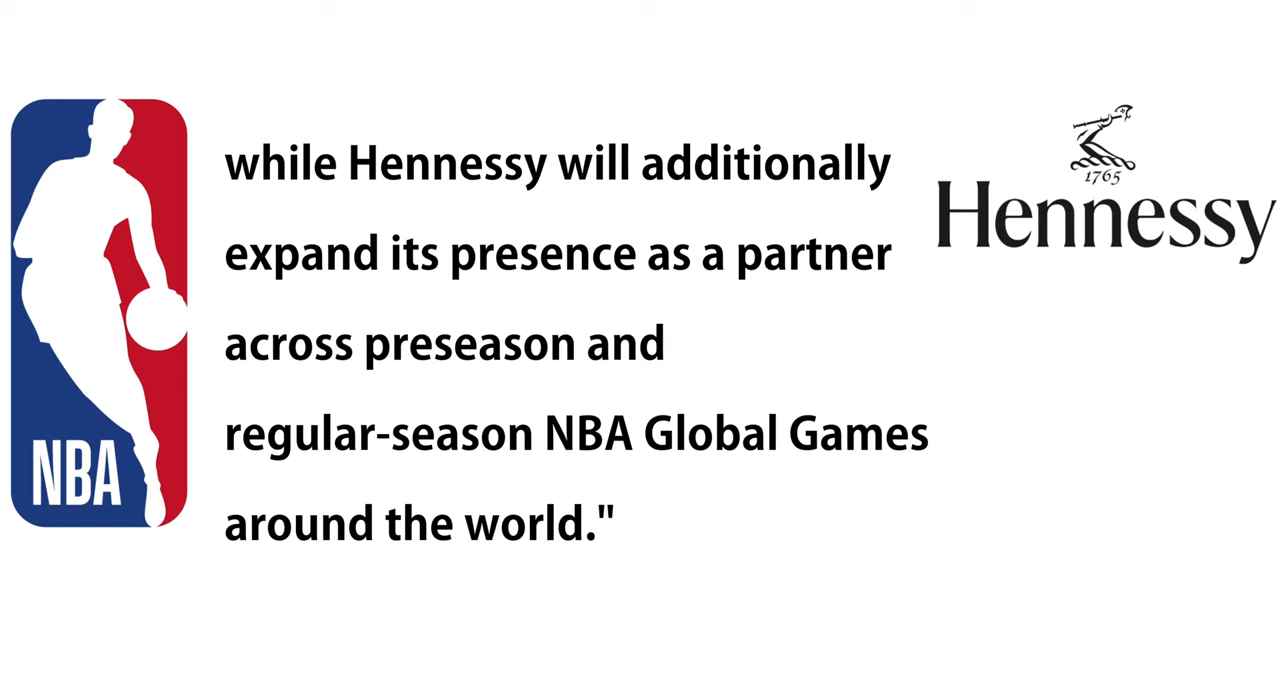 while Hennessy will additionally
expand its presence as a partner
across preseason and
regular-season NBA Global Games
around the world."
NBA
1765
Hennessy